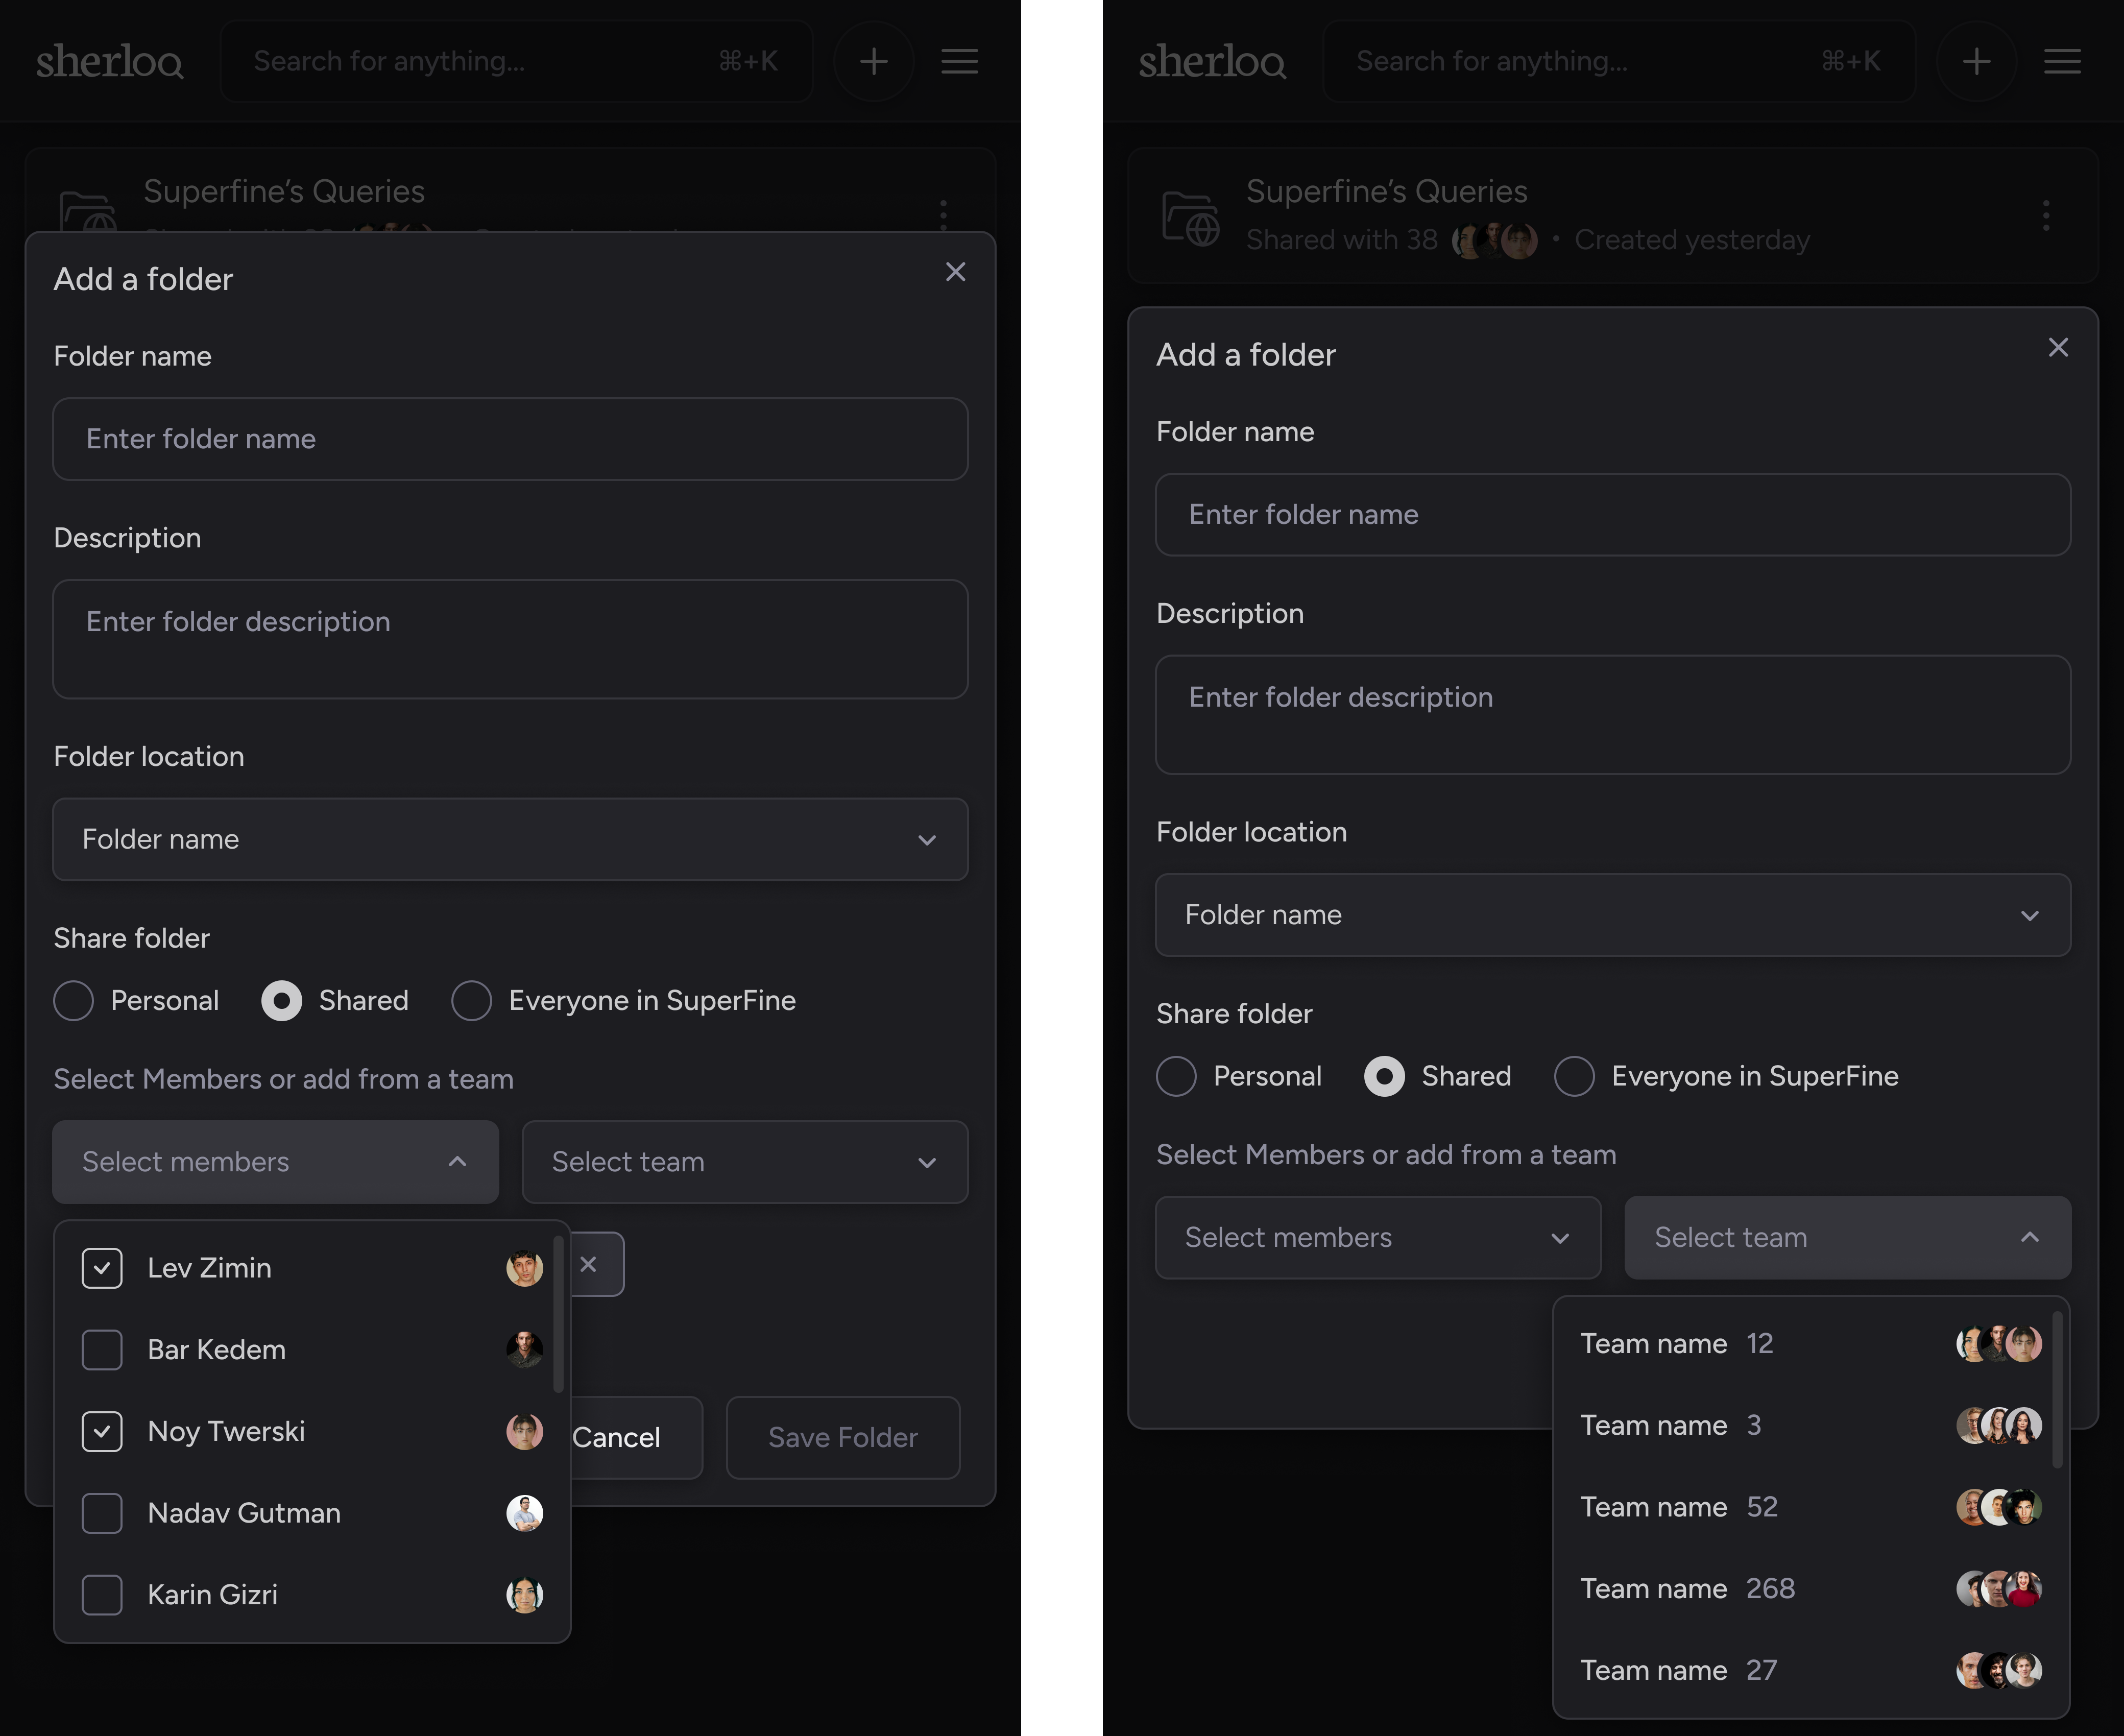 sherloq
Search for anything... ⌘+K
Superfine’s Queries
Add a folder
Folder name
Enter folder name
Description
Enter folder description
Folder location
Folder name
Share folder
Personal Shared Everyone in SuperFine
Select Members or add from a team
Select members Select team
Lev Zimin
Bar Kedem
Noy Twerski
Cancel Save Folder
Nadav Gutman
Karin Gizri
sherloq
Search for anything... ⌘+K
Superfine’s Queries
Shared with 38 • Created yesterday
Add a folder
Folder name
Enter folder name
Description
Enter folder description
Folder location
Folder name
Share folder
Personal Shared Everyone in SuperFine
Select Members or add from a team
Select members Select team
Team name 12
Team name 3
Team name 52
Team name 268
Team name 27